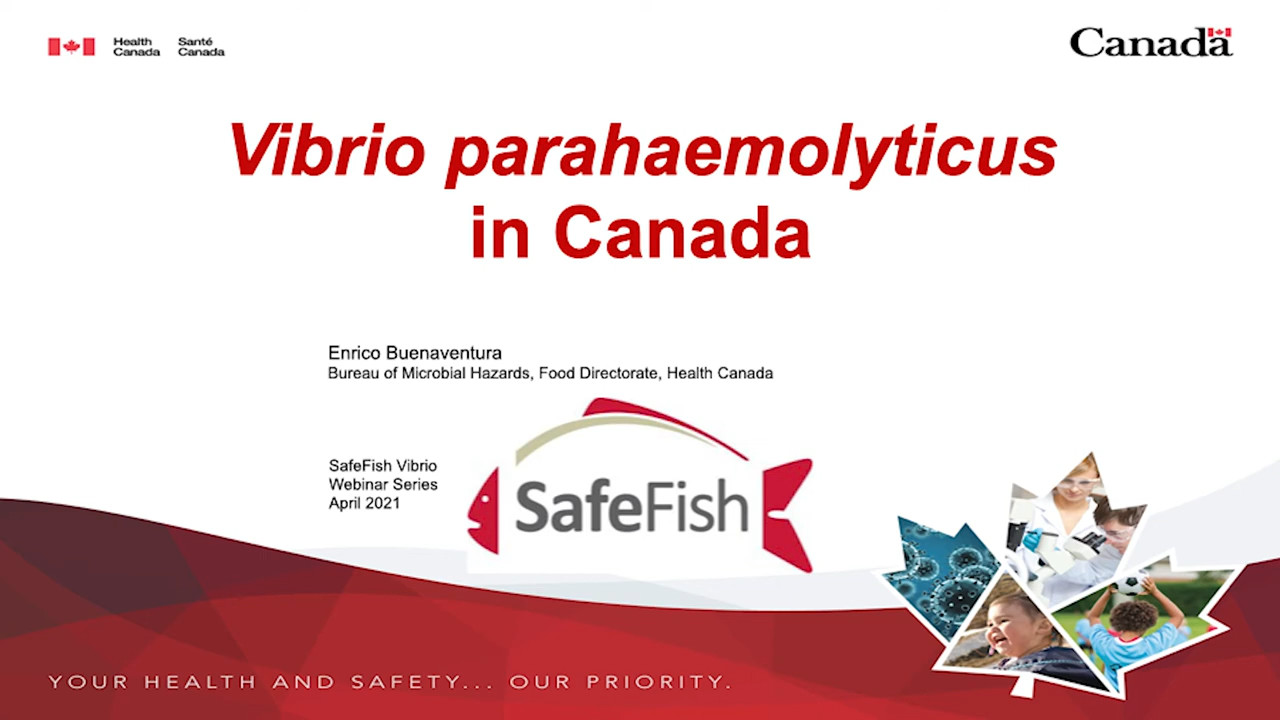 Health Canada
Santé Canada
Canada
Vibrio parahaemolyticus
in Canada
Enrico Buenaventura
Bureau of Microbial Hazards, Food Directorate, Health Canada
SafeFish Vibrio
Webinar Series
April 2021
SafeFish
YOUR HEALTH AND SAFETY... OUR PRIORITY.